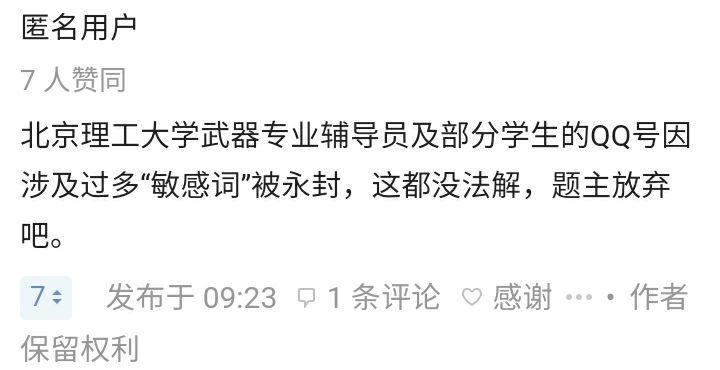 匿名用户
7 人赞同
北京理工大学武器专业辅导员及部分学生的QQ号因
涉及过多“敏感词”被永封，这都没法解，题主放弃
吧。
7 发布于 09:23 1 条评论 感谢 ··· • 作者
保留权利